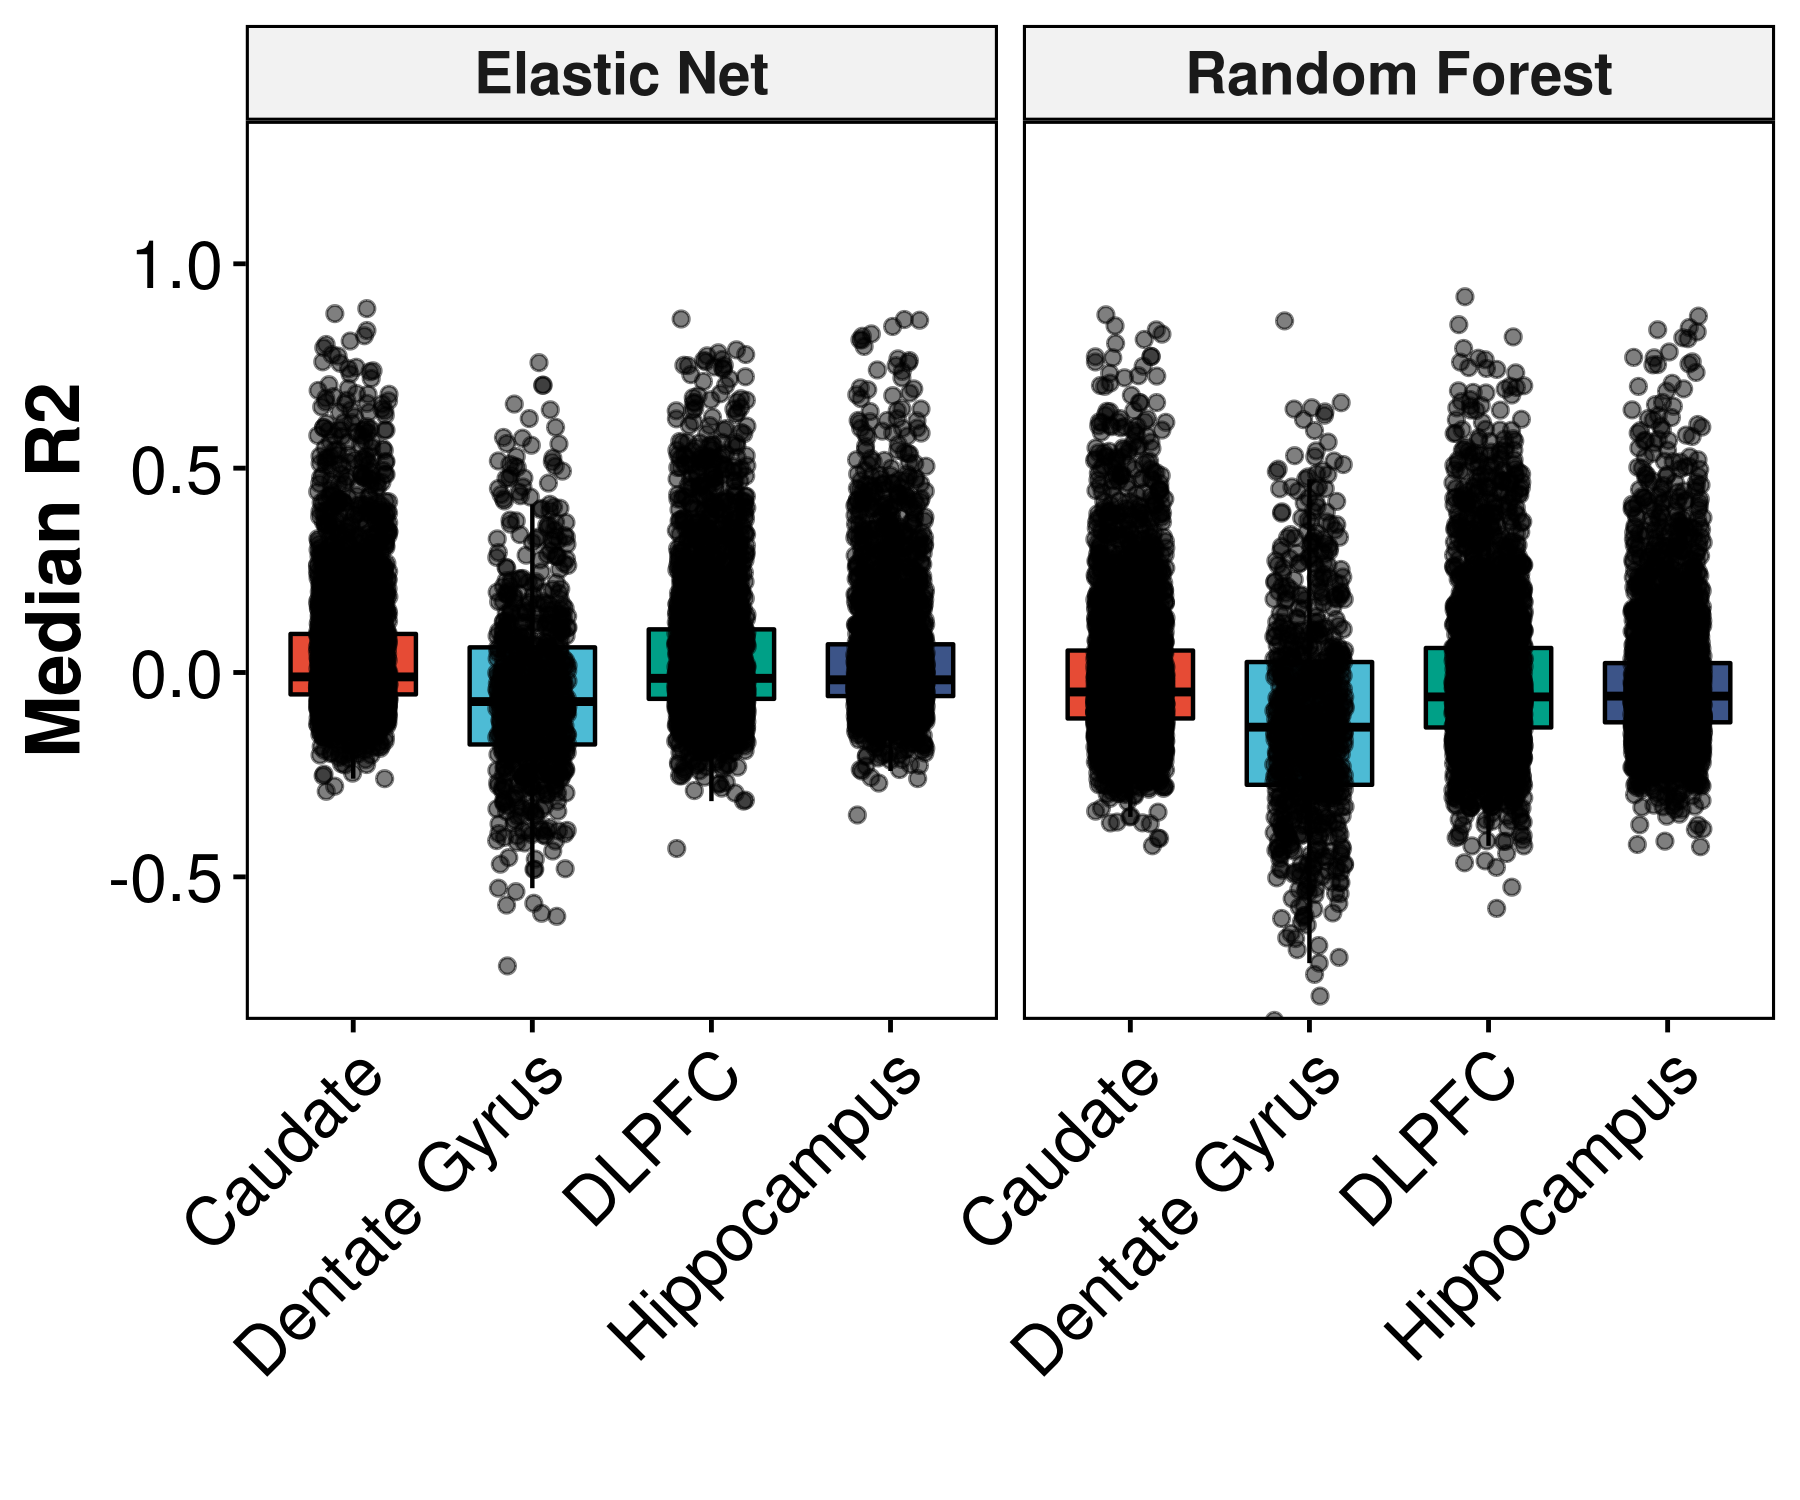 Elastic Net
Random Forest
Median R2
1.0
0.5
0.0
-0.5
Caudate
Dentate Gyrus
DLPFC
Hippocampus
Caudate
Dentate Gyrus
DLPFC
Hippocampus